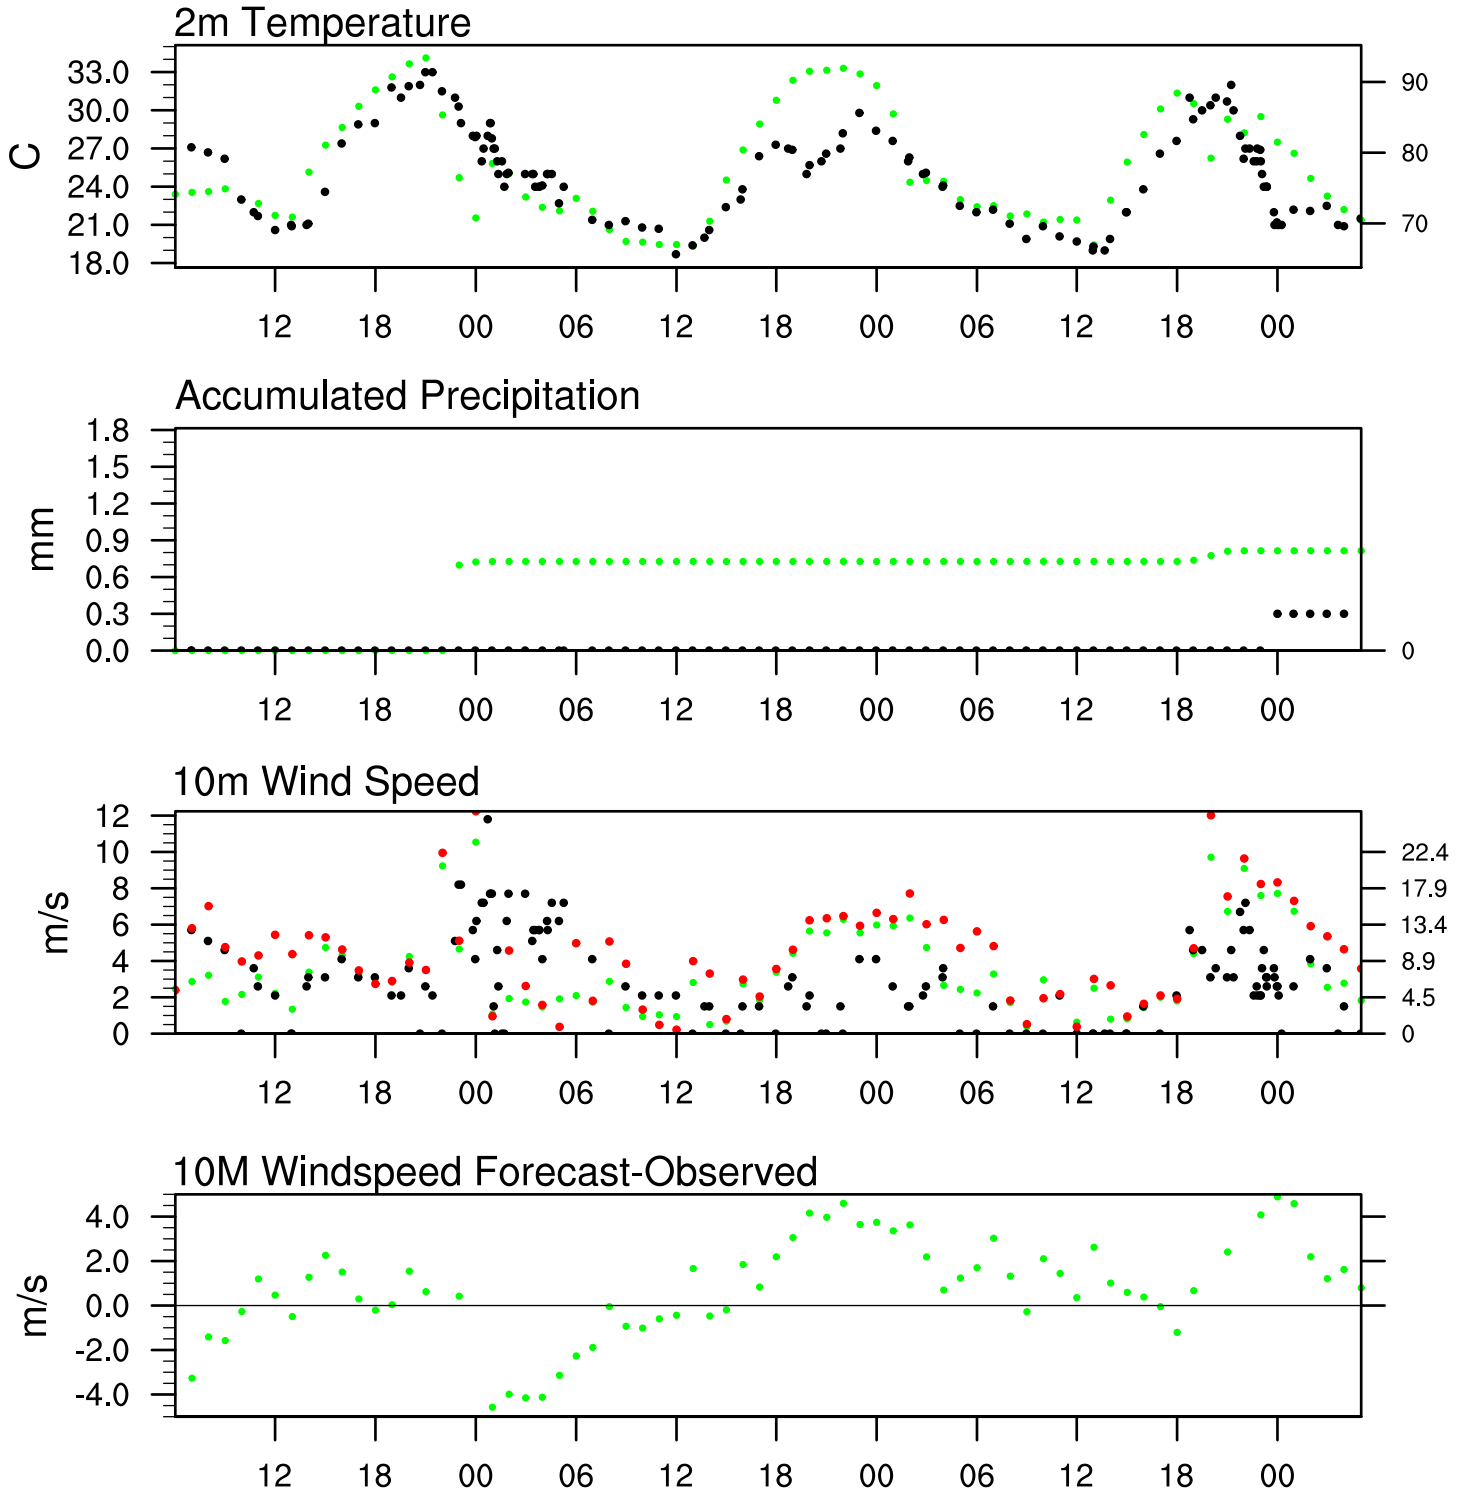 2m Temperature
33.0
30.0
27.0
24.0
21.0
18.0
C
90
80
70
12 18 00 06 12 18 00 06 12 18 00
Accumulated Precipitation
1.8
1.5
1.2
0.9
0.6
0.3
0.0
mm
0
12 18 00 06 12 18 00 06 12 18 00
10m Wind Speed
12
10
8
6
4
2
0
m/s
22.4
17.9
13.4
8.9
4.5
0
12 18 00 06 12 18 00 06 12 18 00
10M Windspeed Forecast-Observed
4.0
2.0
0.0
-2.0
-4.0
m/s
12 18 00 06 12 18 00 06 12 18 00